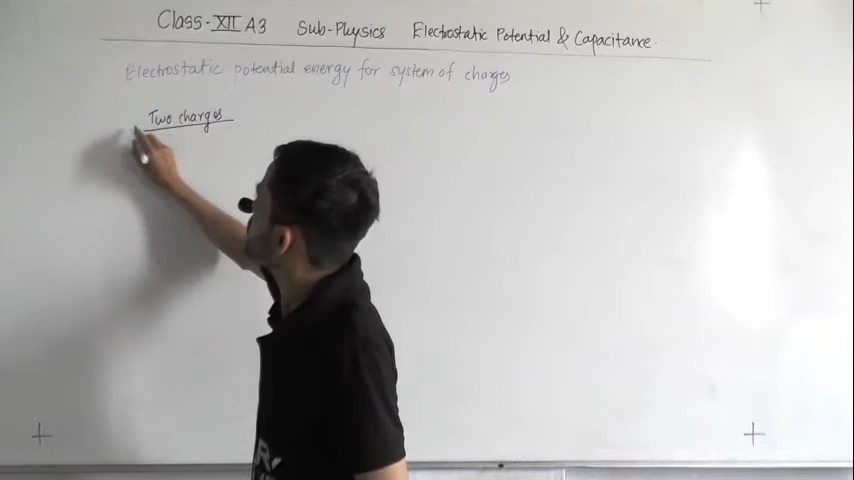 Class-XII A3 Sub-Physics Electrostatic Potential & Capacitance.
Electrostatic potential energy for system of charges
Two charges